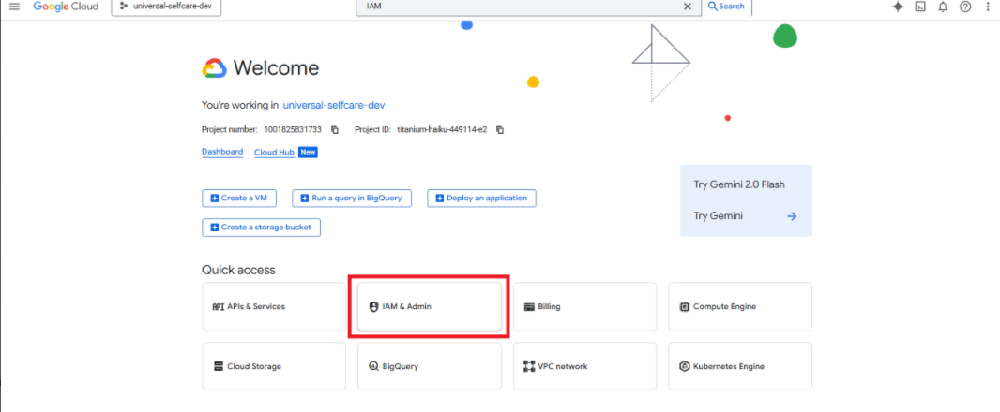 Google Cloud universal-selfcare-dev IAM Search
Welcome
You're working in universal-selfcare-dev
Project number: 1001825831733 Project ID: titanium-haiku-449114-e2
Dashboard Cloud Hub New
Try Gemini 2.0 Flash
Create a VM Run a query in BigQuery Deploy an application
Try Gemini
Create a storage bucket
Quick access
API APIs & Services IAM & Admin Billing Compute Engine
Cloud Storage BigQuery VPC network Kubernetes Engine